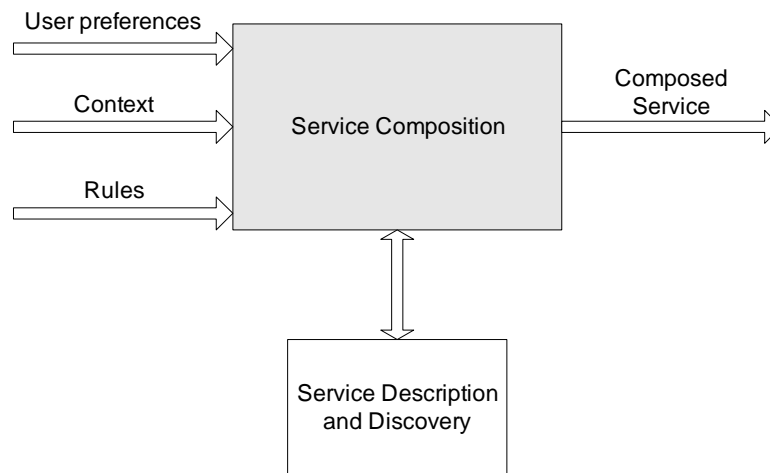 User preferences
Context
Rules
Service Composition
Composed
Service
Service Description
and Discovery